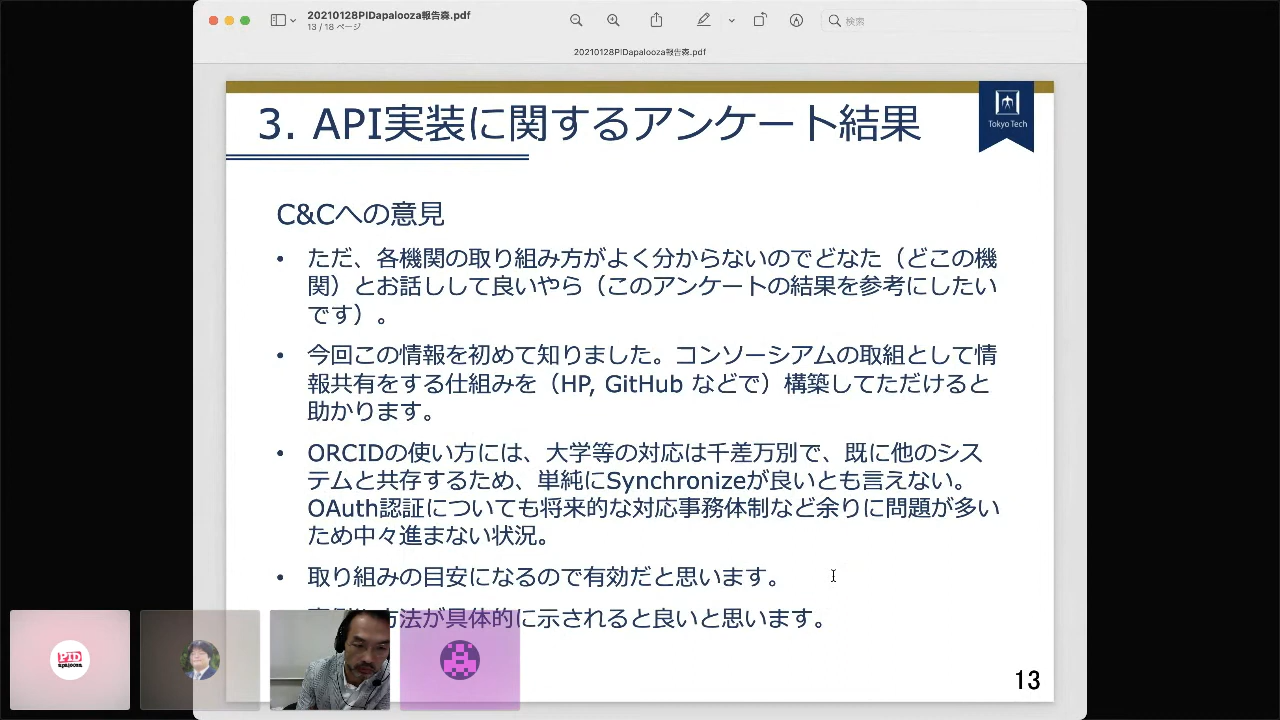 20210128PIDapalooza報告森.pdf
13 / 18 ページ
検索
20210128PIDapalooza報告森.pdf
3. API実装に関するアンケート結果
Tokyo Tech
C&Cへの意見
• ただ、各機関の取り組み方がよく分からないのでどなた（どこの機
関）とお話しして良いやら（このアンケートの結果を参考にしたい
です）。
• 今回この情報を初めて知りました。コンソーシアムの取組として情
報共有をする仕組みを（HP, GitHub などで）構築してただけると
助かります。
• ORCIDの使い方には、大学等の対応は千差万別で、既に他のシス
テムと共存するため、単純にSynchronizeが良いとも言えない。
OAuth認証についても将来的な対応事務体制など余りに問題が多い
ため中々進まない状況。
• 取り組みの目安になるので有効だと思います。
方法が具体的に示されると良いと思います。
PID
apalooza
13